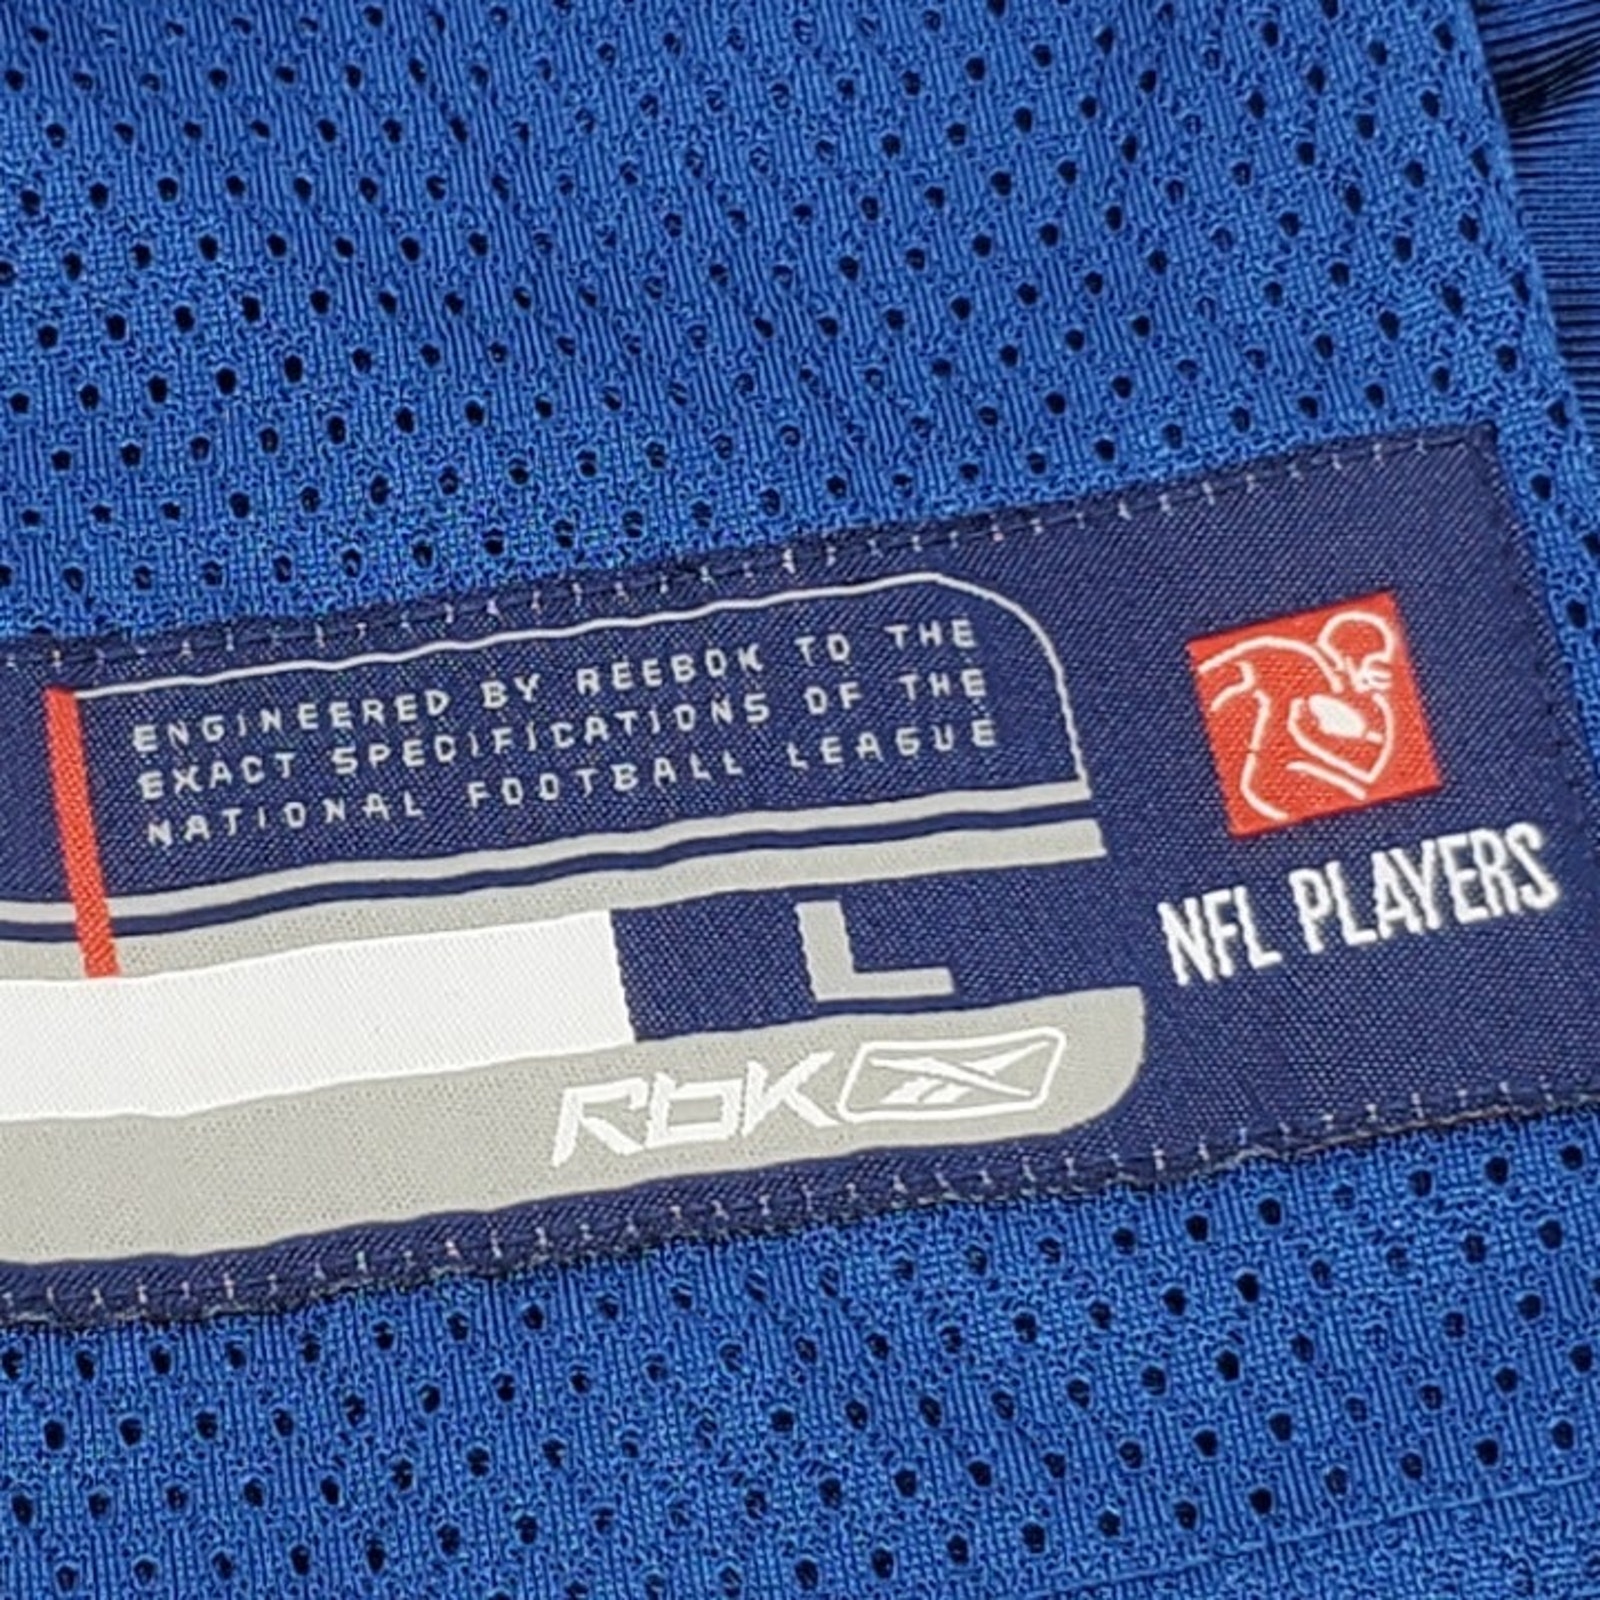 ENGINEERED BY REEBOK TO THE
EXACT SPECIFICATIONS OF THE
NATIONAL FOOTBALL LEAGUE
L
RBK
NFL PLAYERS